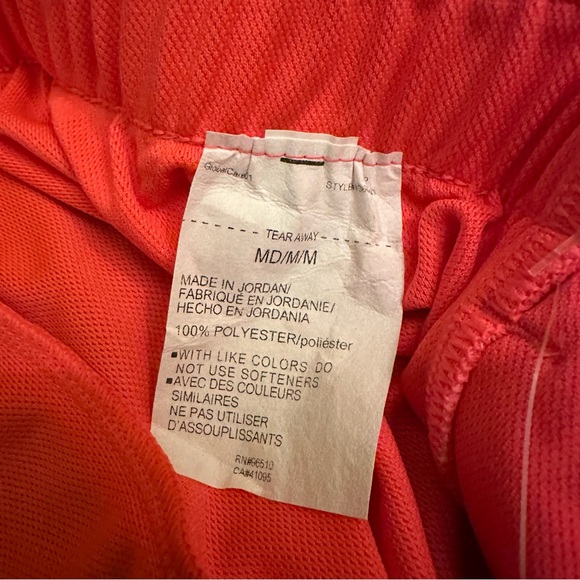 TEAR AWAY
MD/M/M
MADE IN JORDAN/
FABRIQUÉ EN JORDANIE/
HECHO EN JORDANIA
100% POLYESTER/poliéster
▪WITH LIKE COLORS DO
NOT USE SOFTENERS
▪AVEC DES COULEURS
SIMILAIRES
NE PAS UTILISER
D'ASSOUPLISSANTS
RN#96510
CA#41095